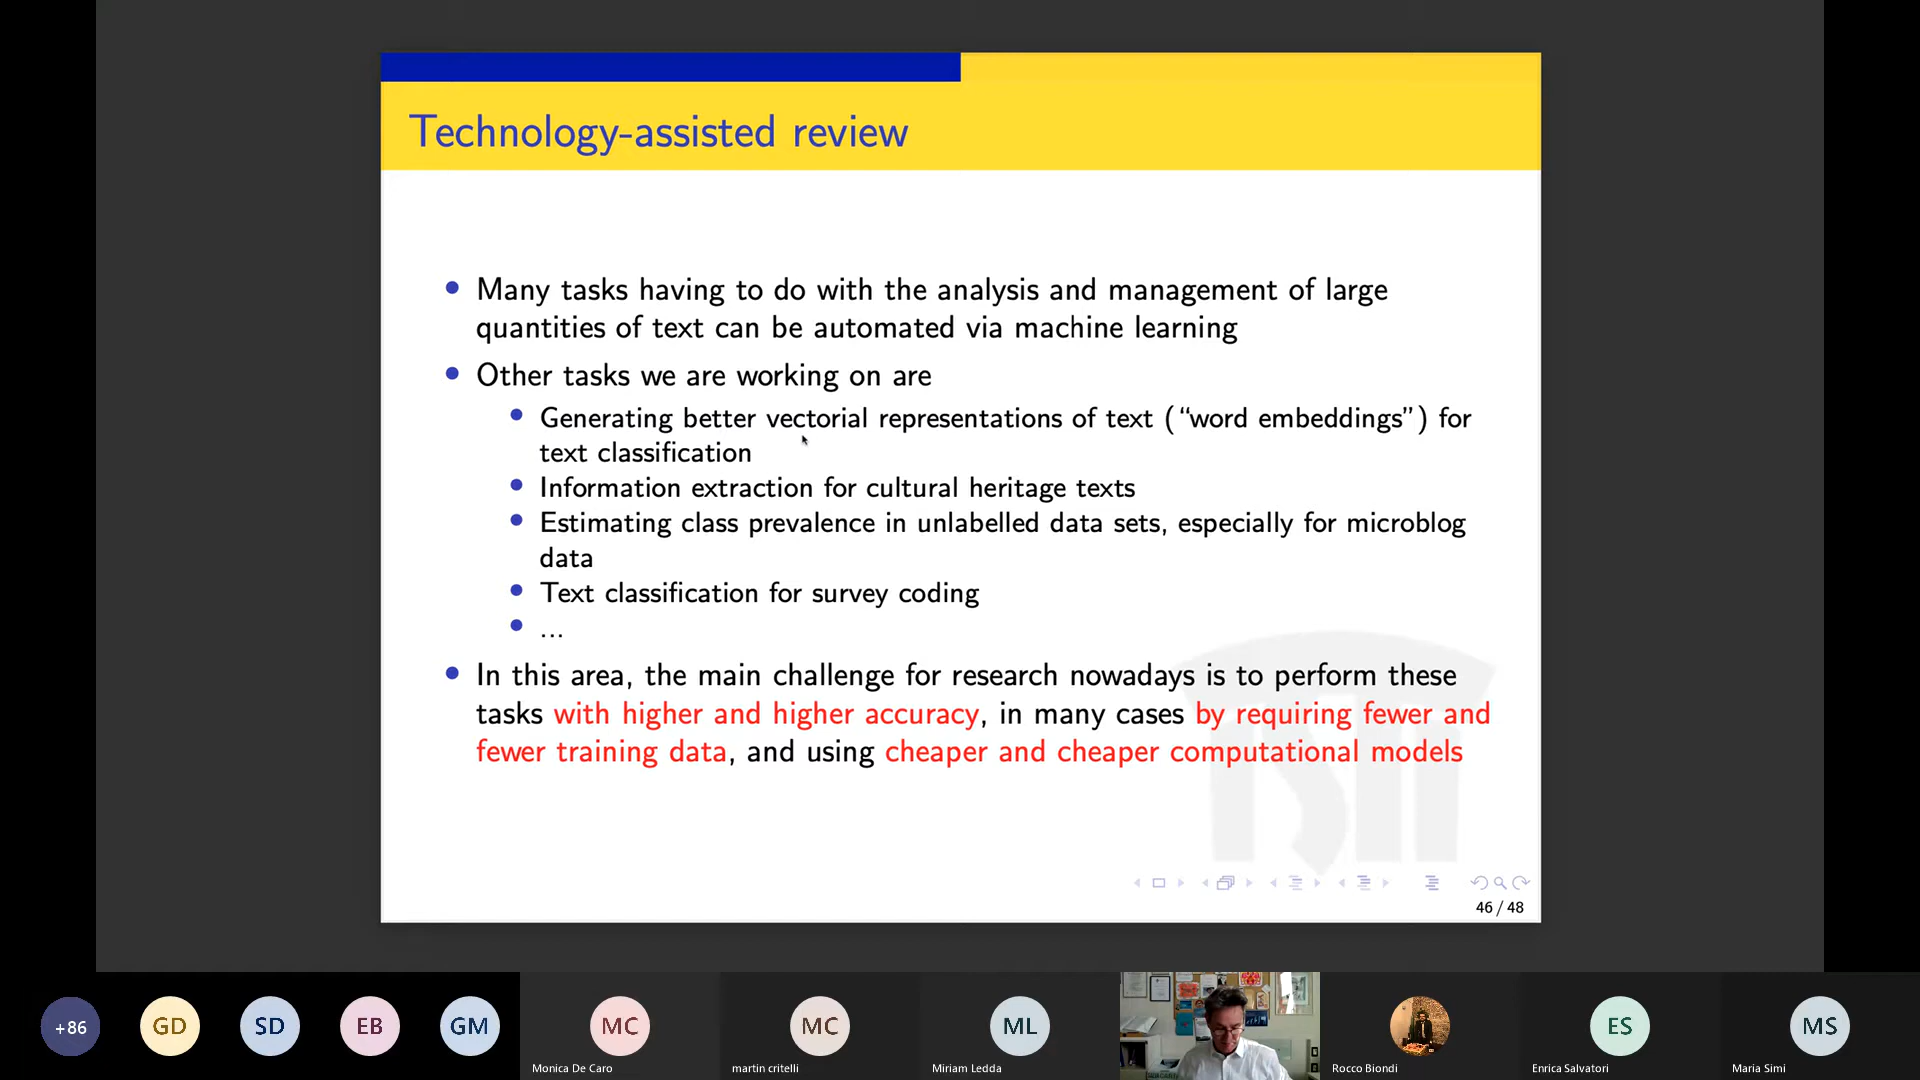 Technology-assisted review
• Many tasks having to do with the analysis and management of large
quantities of text can be automated via machine learning
• Other tasks we are working on are
• Generating better vectorial representations of text (“word embeddings”) for
text classification
• Information extraction for cultural heritage texts
• Estimating class prevalence in unlabelled data sets, especially for microblog
data
• Text classification for survey coding
• ...
• In this area, the main challenge for research nowadays is to perform these
tasks with higher and higher accuracy, in many cases by requiring fewer and
fewer training data, and using cheaper and cheaper computational models
46 / 48
+86
GD
SD
EB
GM
MC
Monica De Caro
MC
martin critelli
ML
Miriam Ledda
Rocco Biondi
ES
Enrica Salvatori
MS
Maria Simi